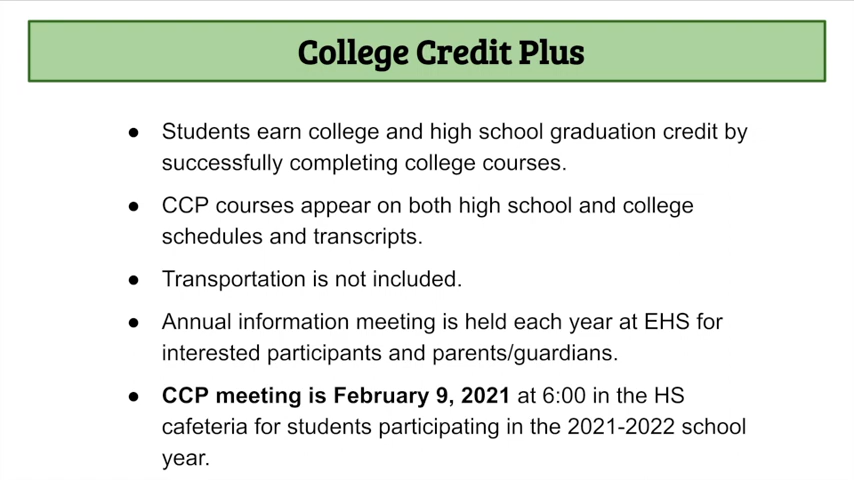 College Credit Plus
● Students earn college and high school graduation credit by
successfully completing college courses.
● CCP courses appear on both high school and college
schedules and transcripts.
● Transportation is not included.
● Annual information meeting is held each year at EHS for
interested participants and parents/guardians.
● CCP meeting is February 9, 2021 at 6:00 in the HS
cafeteria for students participating in the 2021-2022 school
year.